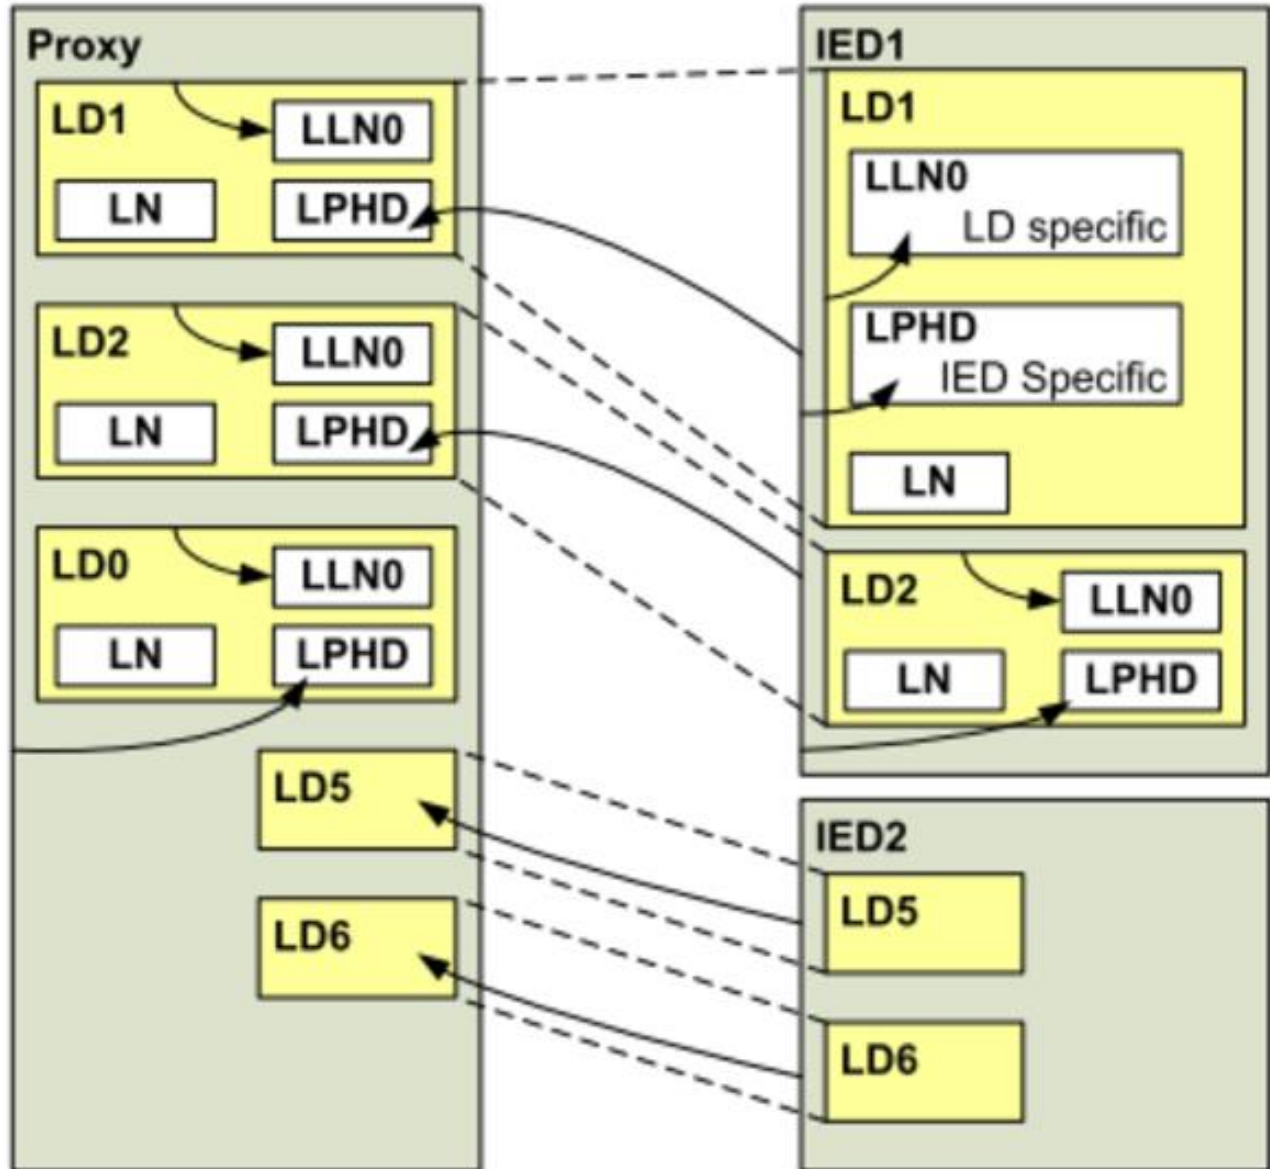 Proxy
LD1
LLN0
LN
LPHD
LD2
LLN0
LN
LPHD
LD0
LLN0
LN
LPHD
LD5
LD6
IED1
LD1
LLN0
LD specific
LPHD
IED Specific
LN
LD2
LLN0
LN
LPHD
IED2
LD5
LD6